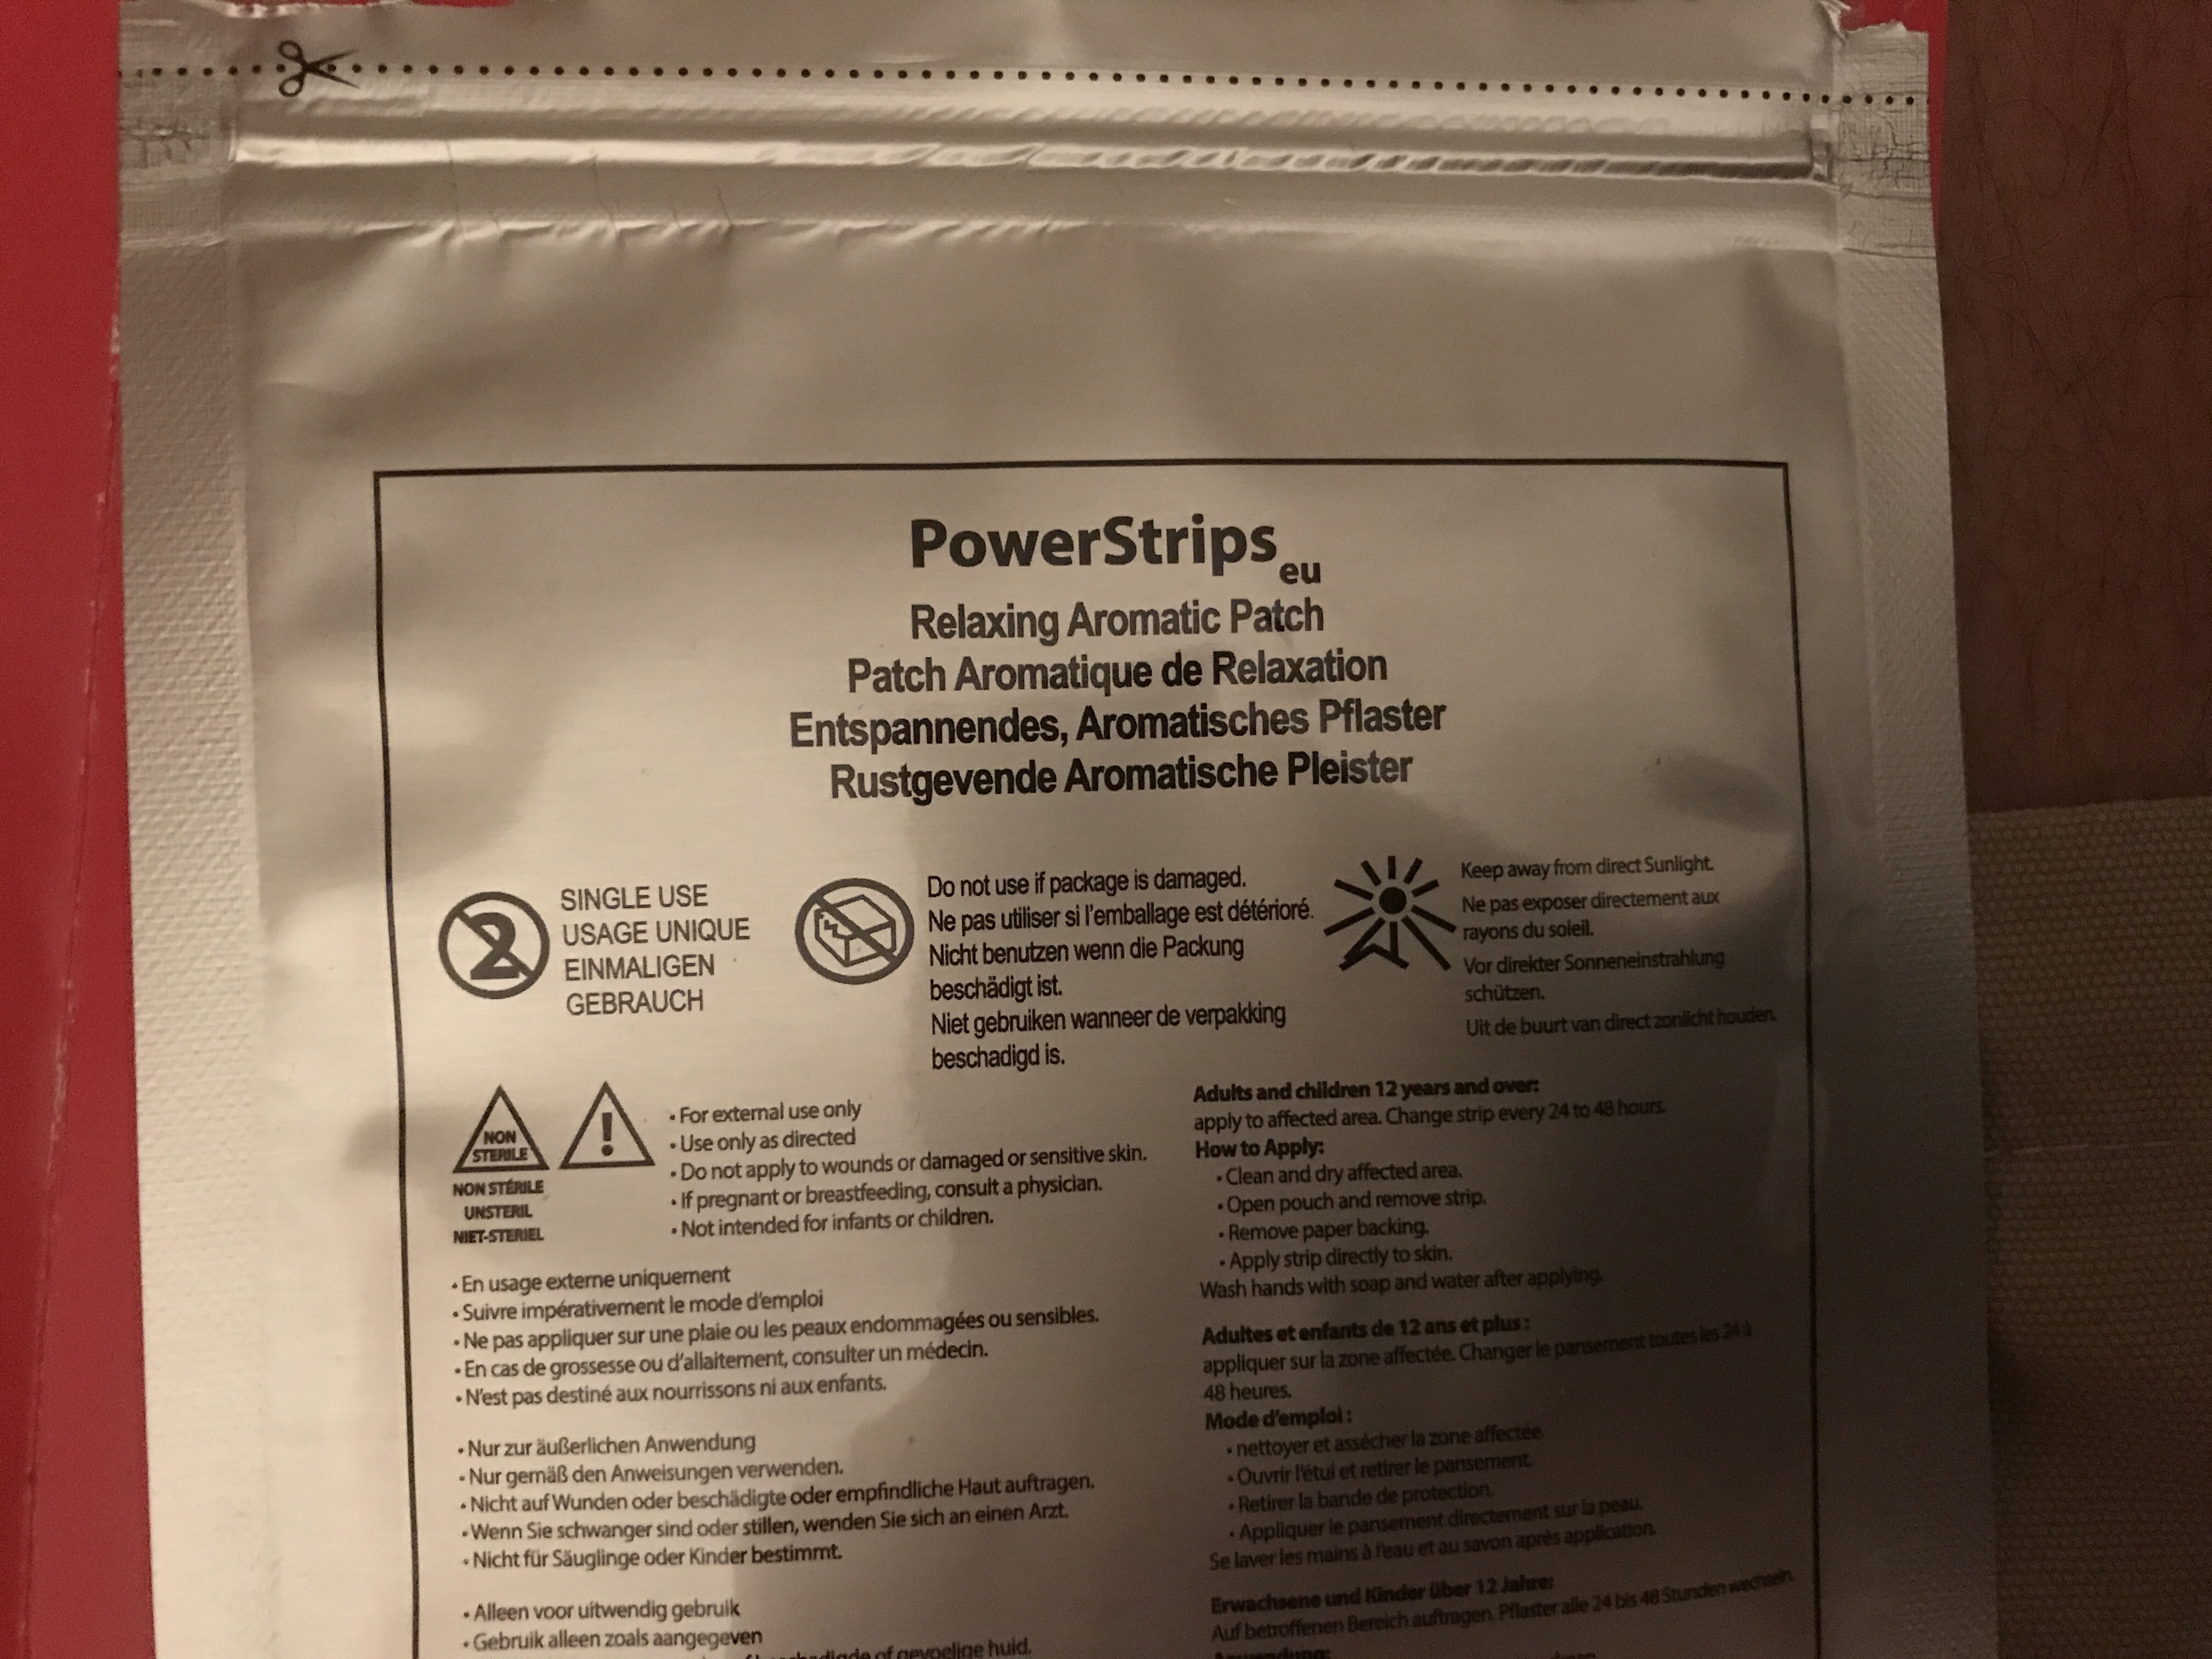 PowerStrips eu
Relaxing Aromatic Patch
Patch Aromatique de Relaxation
Entspannendes, Aromatisches Pflaster
Rustgevende Aromatische Pleister
2
SINGLE USE
USAGE UNIQUE
EINMALIGEN
GEBRAUCH
Do not use if package is damaged.
Ne pas utiliser si l'emballage est détérioré.
Nicht benutzen wenn die Packung
beschädigt ist.
Niet gebruiken wanneer de verpakking
beschadigd is.
Keep away from direct Sunlight.
Ne pas exposer directement aux
rayons du soleil.
Vor direkter Sonneneinstrahlung
schützen.
Uit de buurt van direct zonlicht houden.
NON
STERILE
NON STÉRILE
UNSTERIL
NIET-STERIEL
!
• For external use only
• Use only as directed
• Do not apply to wounds or damaged or sensitive skin.
• If pregnant or breastfeeding, consult a physician.
• Not intended for infants or children.
• En usage externe uniquement
• Suivre impérativement le mode d'emploi
• Ne pas appliquer sur une plaie ou les peaux endommagées ou sensibles.
• En cas de grossesse ou d'allaitement, consulter un médecin.
• N'est pas destiné aux nourrissons ni aux enfants.
• Nur zur äußerlichen Anwendung
• Nur gemäß den Anweisungen verwenden.
• Nicht auf Wunden oder beschädigte oder empfindliche Haut auftragen.
• Wenn Sie schwanger sind oder stillen, wenden Sie sich an einen Arzt.
• Nicht für Säuglinge oder Kinder bestimmt.
• Alleen voor uitwendig gebruik
• Gebruik alleen zoals aangegeven
of gevoelige huid.
Adults and children 12 years and over:
apply to affected area. Change strip every 24 to 48 hours.
How to Apply:
• Clean and dry affected area.
• Open pouch and remove strip.
• Remove paper backing.
• Apply strip directly to skin.
Wash hands with soap and water after applying.
Adultes et enfants de 12 ans et plus :
appliquer sur la zone affectée. Changer le pansement toutes les 24 à
48 heures.
Mode d'emploi :
• nettoyer et assécher la zone affectée.
• Ouvrir l'étui et retirer le pansement.
• Retirer la bande de protection.
• Appliquer le pansement directement sur la peau.
Se laver les mains à l'eau et au savon après application.
Erwachsene und Kinder über 12 Jahre:
Auf betroffenen Bereich auftragen. Pflaster alle 24 bis 48 Stunden wechseln.